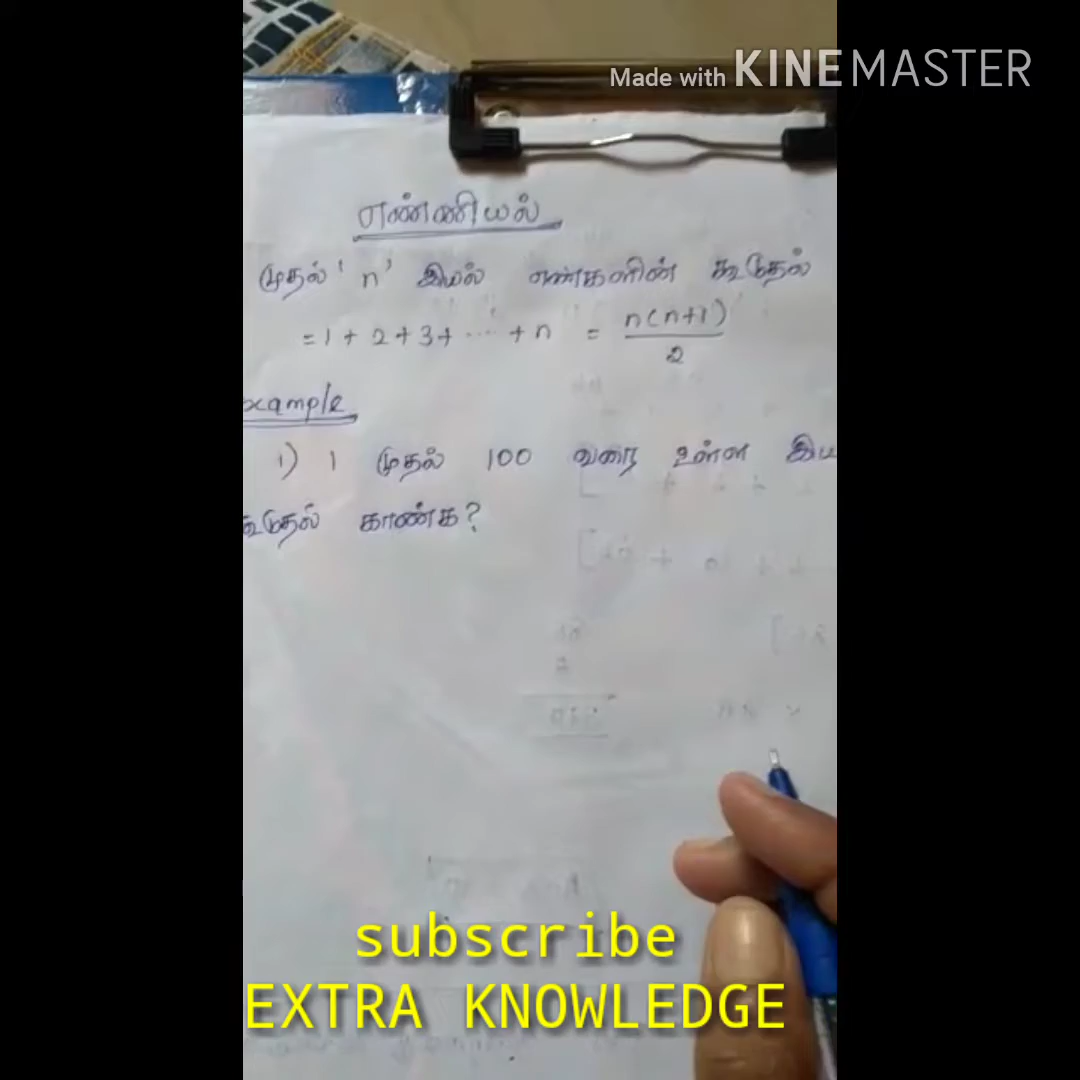 Made with KINEMASTER
எண்ணியல்
முதல் 'n' இயல் எண்களின் கூடுதல்
= 1 + 2 + 3 + ..... + n = n(n+1)/2
xample
1) 1 முதல் 100 வரை உள்ள இய
கூடுதல் காண்க?
subscribe
EXTRA KNOWLEDGE